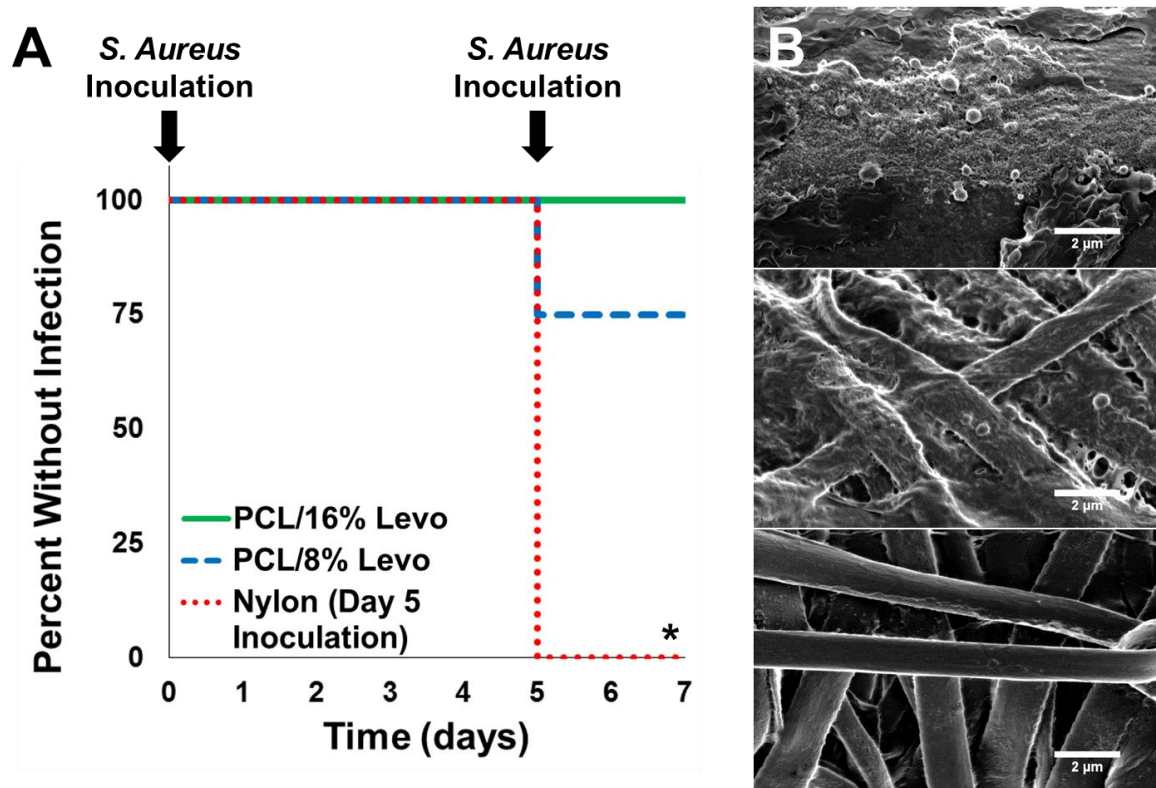 A
S. Aureus
Inoculation
S. Aureus
Inoculation
Percent Without Infection
100
75
50
25
0
PCL/16% Levo
PCL/8% Levo
Nylon (Day 5
Inoculation)
*
0 1 2 3 4 5 6 7
Time (days)
B
2 µm
2 µm
2 µm